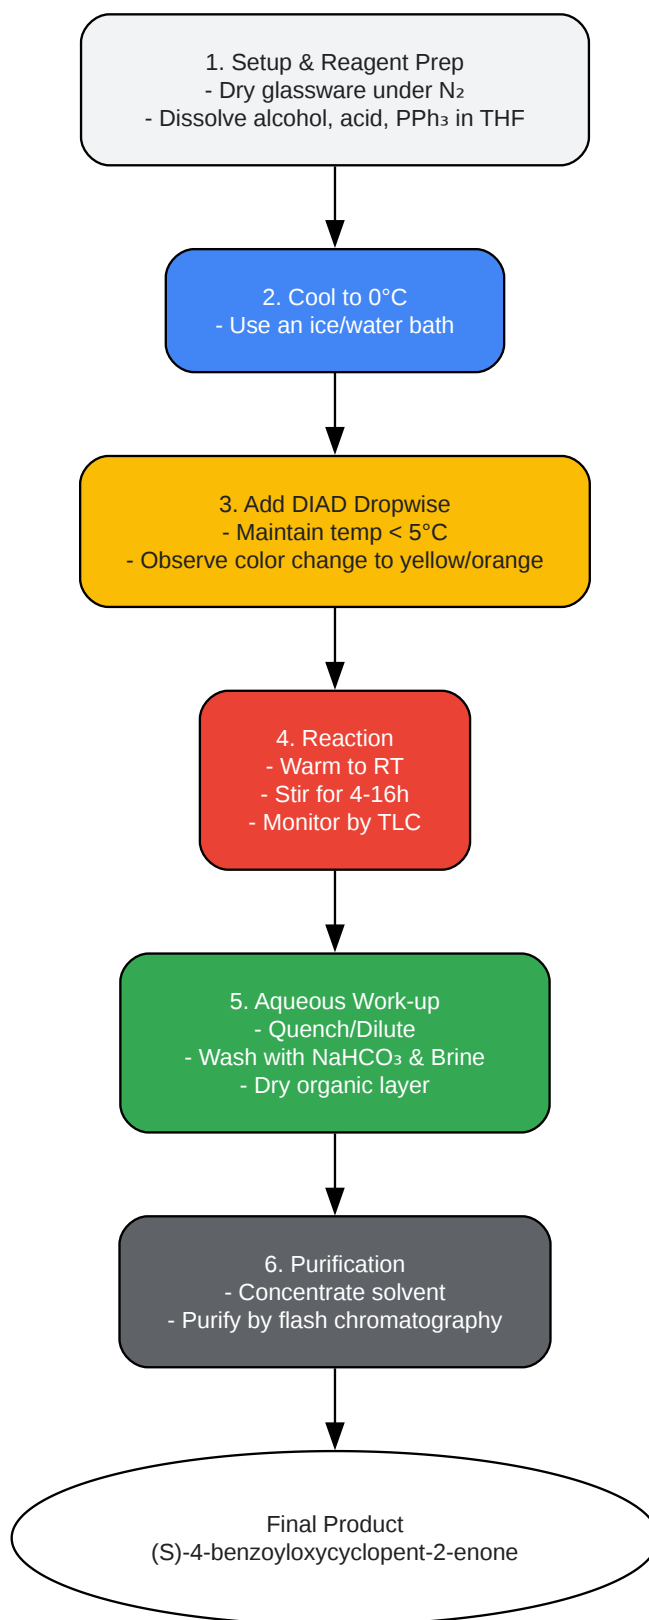 1. Setup & Reagent Prep
- Dry glassware under N₂
- Dissolve alcohol, acid, PPh₃ in THF
2. Cool to 0°C
- Use an ice/water bath
3. Add DIAD Dropwise
- Maintain temp < 5°C
- Observe color change to yellow/orange
4. Reaction
- Warm to RT
- Stir for 4-16h
- Monitor by TLC
5. Aqueous Work-up
- Quench/Dilute
- Wash with NaHCO₃ & Brine
- Dry organic layer
6. Purification
- Concentrate solvent
- Purify by flash chromatography
Final Product
(S)-4-benzoyloxycyclopent-2-enone